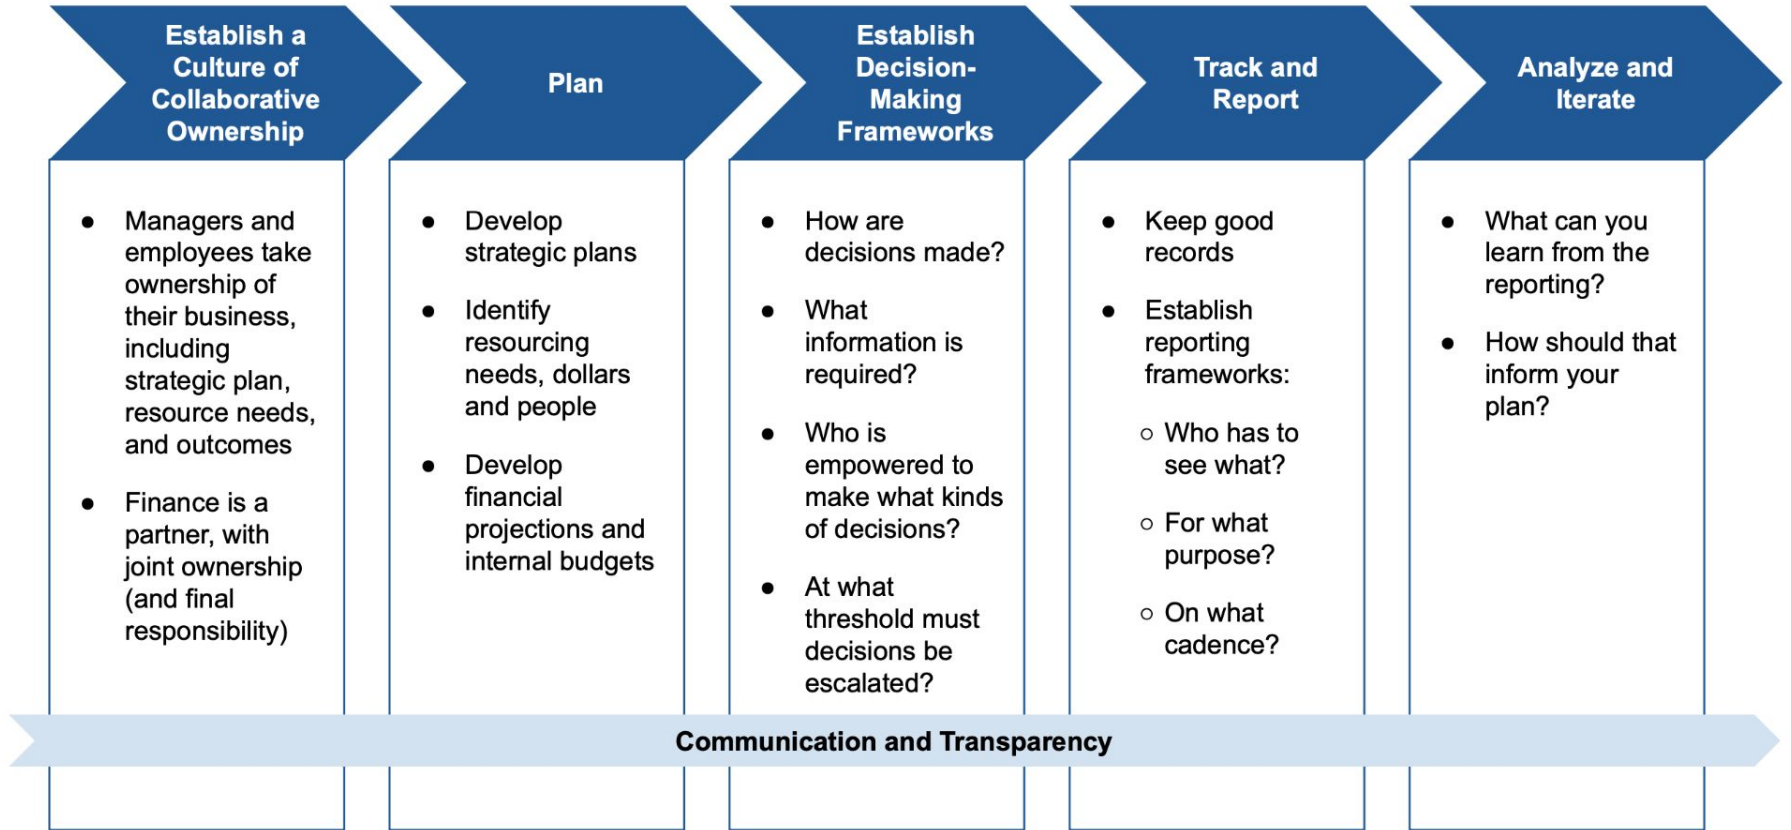 Establish a
Culture of
Collaborative
Ownership
● Managers and
employees take
ownership of
their business,
including
strategic plan,
resource needs,
and outcomes
● Finance is a
partner, with
joint ownership
(and final
responsibility)
Plan
● Develop
strategic plans
● Identify
resourcing
needs, dollars
and people
● Develop
financial
projections and
internal budgets
Establish
Decision-
Making
Frameworks
● How are
decisions made?
● What
information is
required?
● Who is
empowered to
make what kinds
of decisions?
● At what
threshold must
decisions be
escalated?
Track and
Report
● Keep good
records
● Establish
reporting
frameworks:
○ Who has to
see what?
○ For what
purpose?
○ On what
cadence?
Analyze and
Iterate
● What can you
learn from the
reporting?
● How should that
inform your
plan?
Communication and Transparency